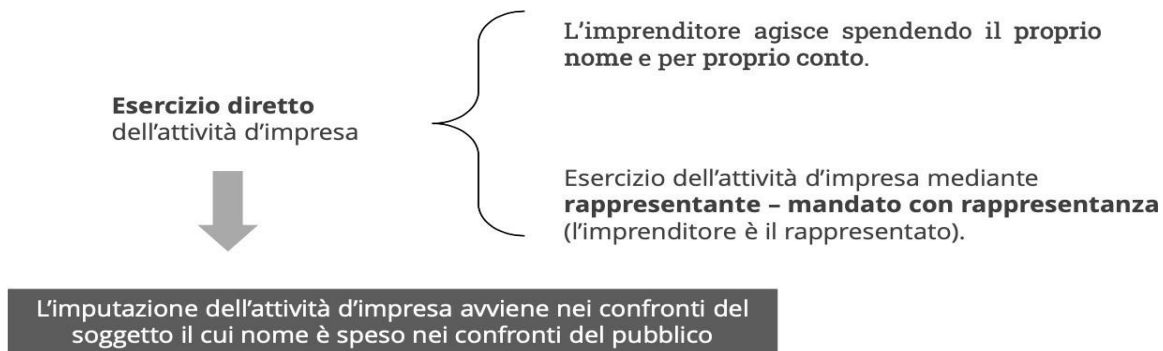 L'imprenditore agisce spendendo il proprio
nome e per proprio conto.
Esercizio diretto
dell'attività d'impresa
Esercizio dell'attività d'impresa mediante
rappresentante – mandato con rappresentanza
(l'imprenditore è il rappresentato).
L'imputazione dell'attività d'impresa avviene nei confronti del
soggetto il cui nome è speso nei confronti del pubblico